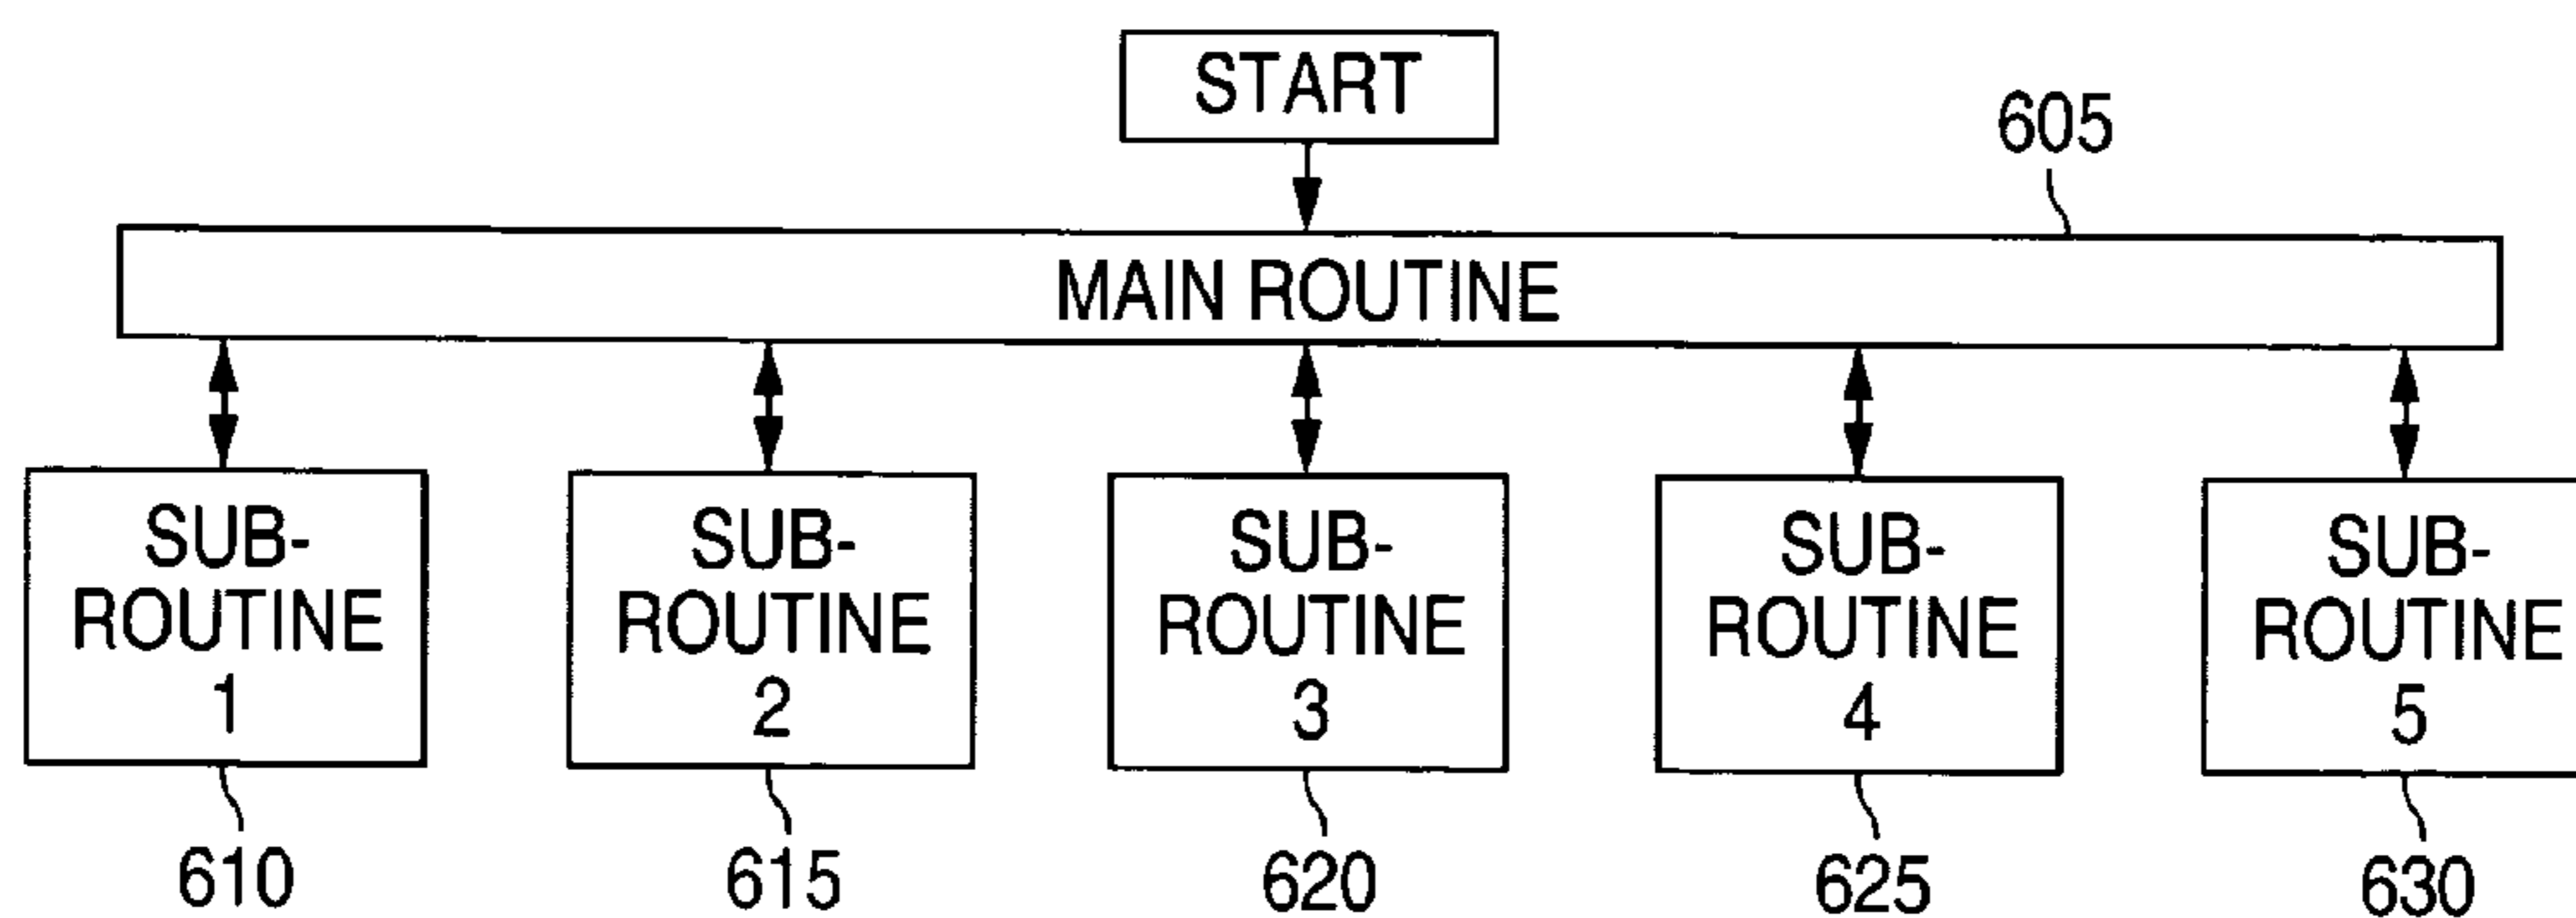 START
605
MAIN ROUTINE
SUB-
ROUTINE
1
SUB-
ROUTINE
2
SUB-
ROUTINE
3
SUB-
ROUTINE
4
SUB-
ROUTINE
5
610
615
620
625
630